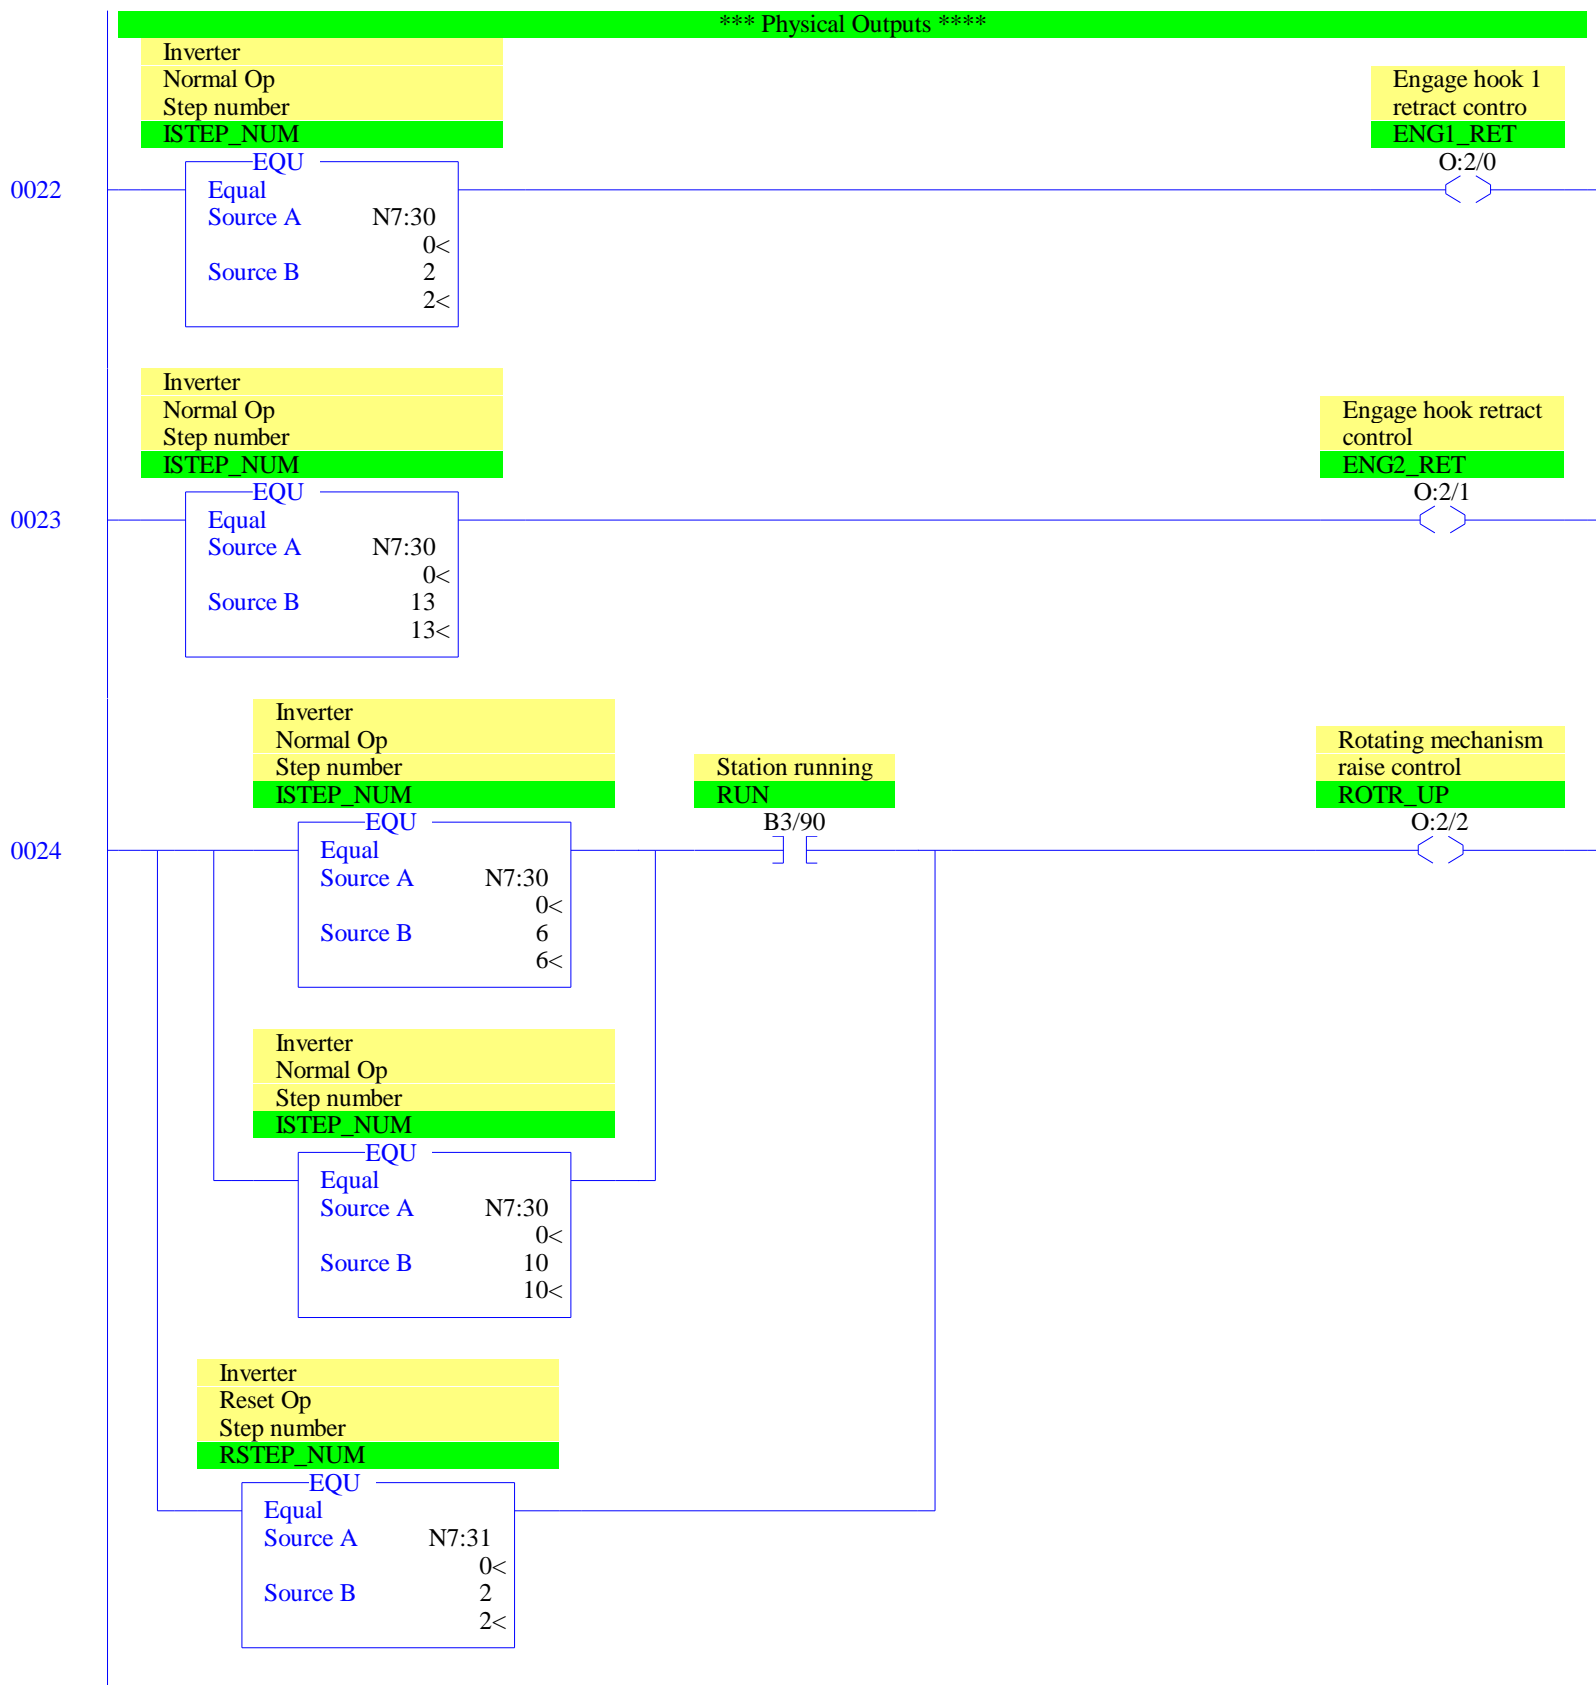 *** Physical Outputs ****
Inverter
Normal Op
Step number
ISTEP_NUM
Engage hook 1
retract contro
ENG1_RET
EQU
O:2/0
0022
Equal
Source A N7:30
0<
Source B 2
2<
Inverter
Normal Op
Step number
ISTEP_NUM
Engage hook retract
control
ENG2_RET
EQU
O:2/1
0023
Equal
Source A N7:30
0<
Source B 13
13<
Inverter
Normal Op
Step number
ISTEP_NUM
Station running
RUN
Rotating mechanism
raise control
ROTR_UP
EQU
B3/90
O:2/2
0024
Equal
Source A N7:30
0<
Source B 6
6<
Inverter
Normal Op
Step number
ISTEP_NUM
EQU
Equal
Source A N7:30
0<
Source B 10
10<
Inverter
Reset Op
Step number
RSTEP_NUM
EQU
Equal
Source A N7:31
0<
Source B 2
2<